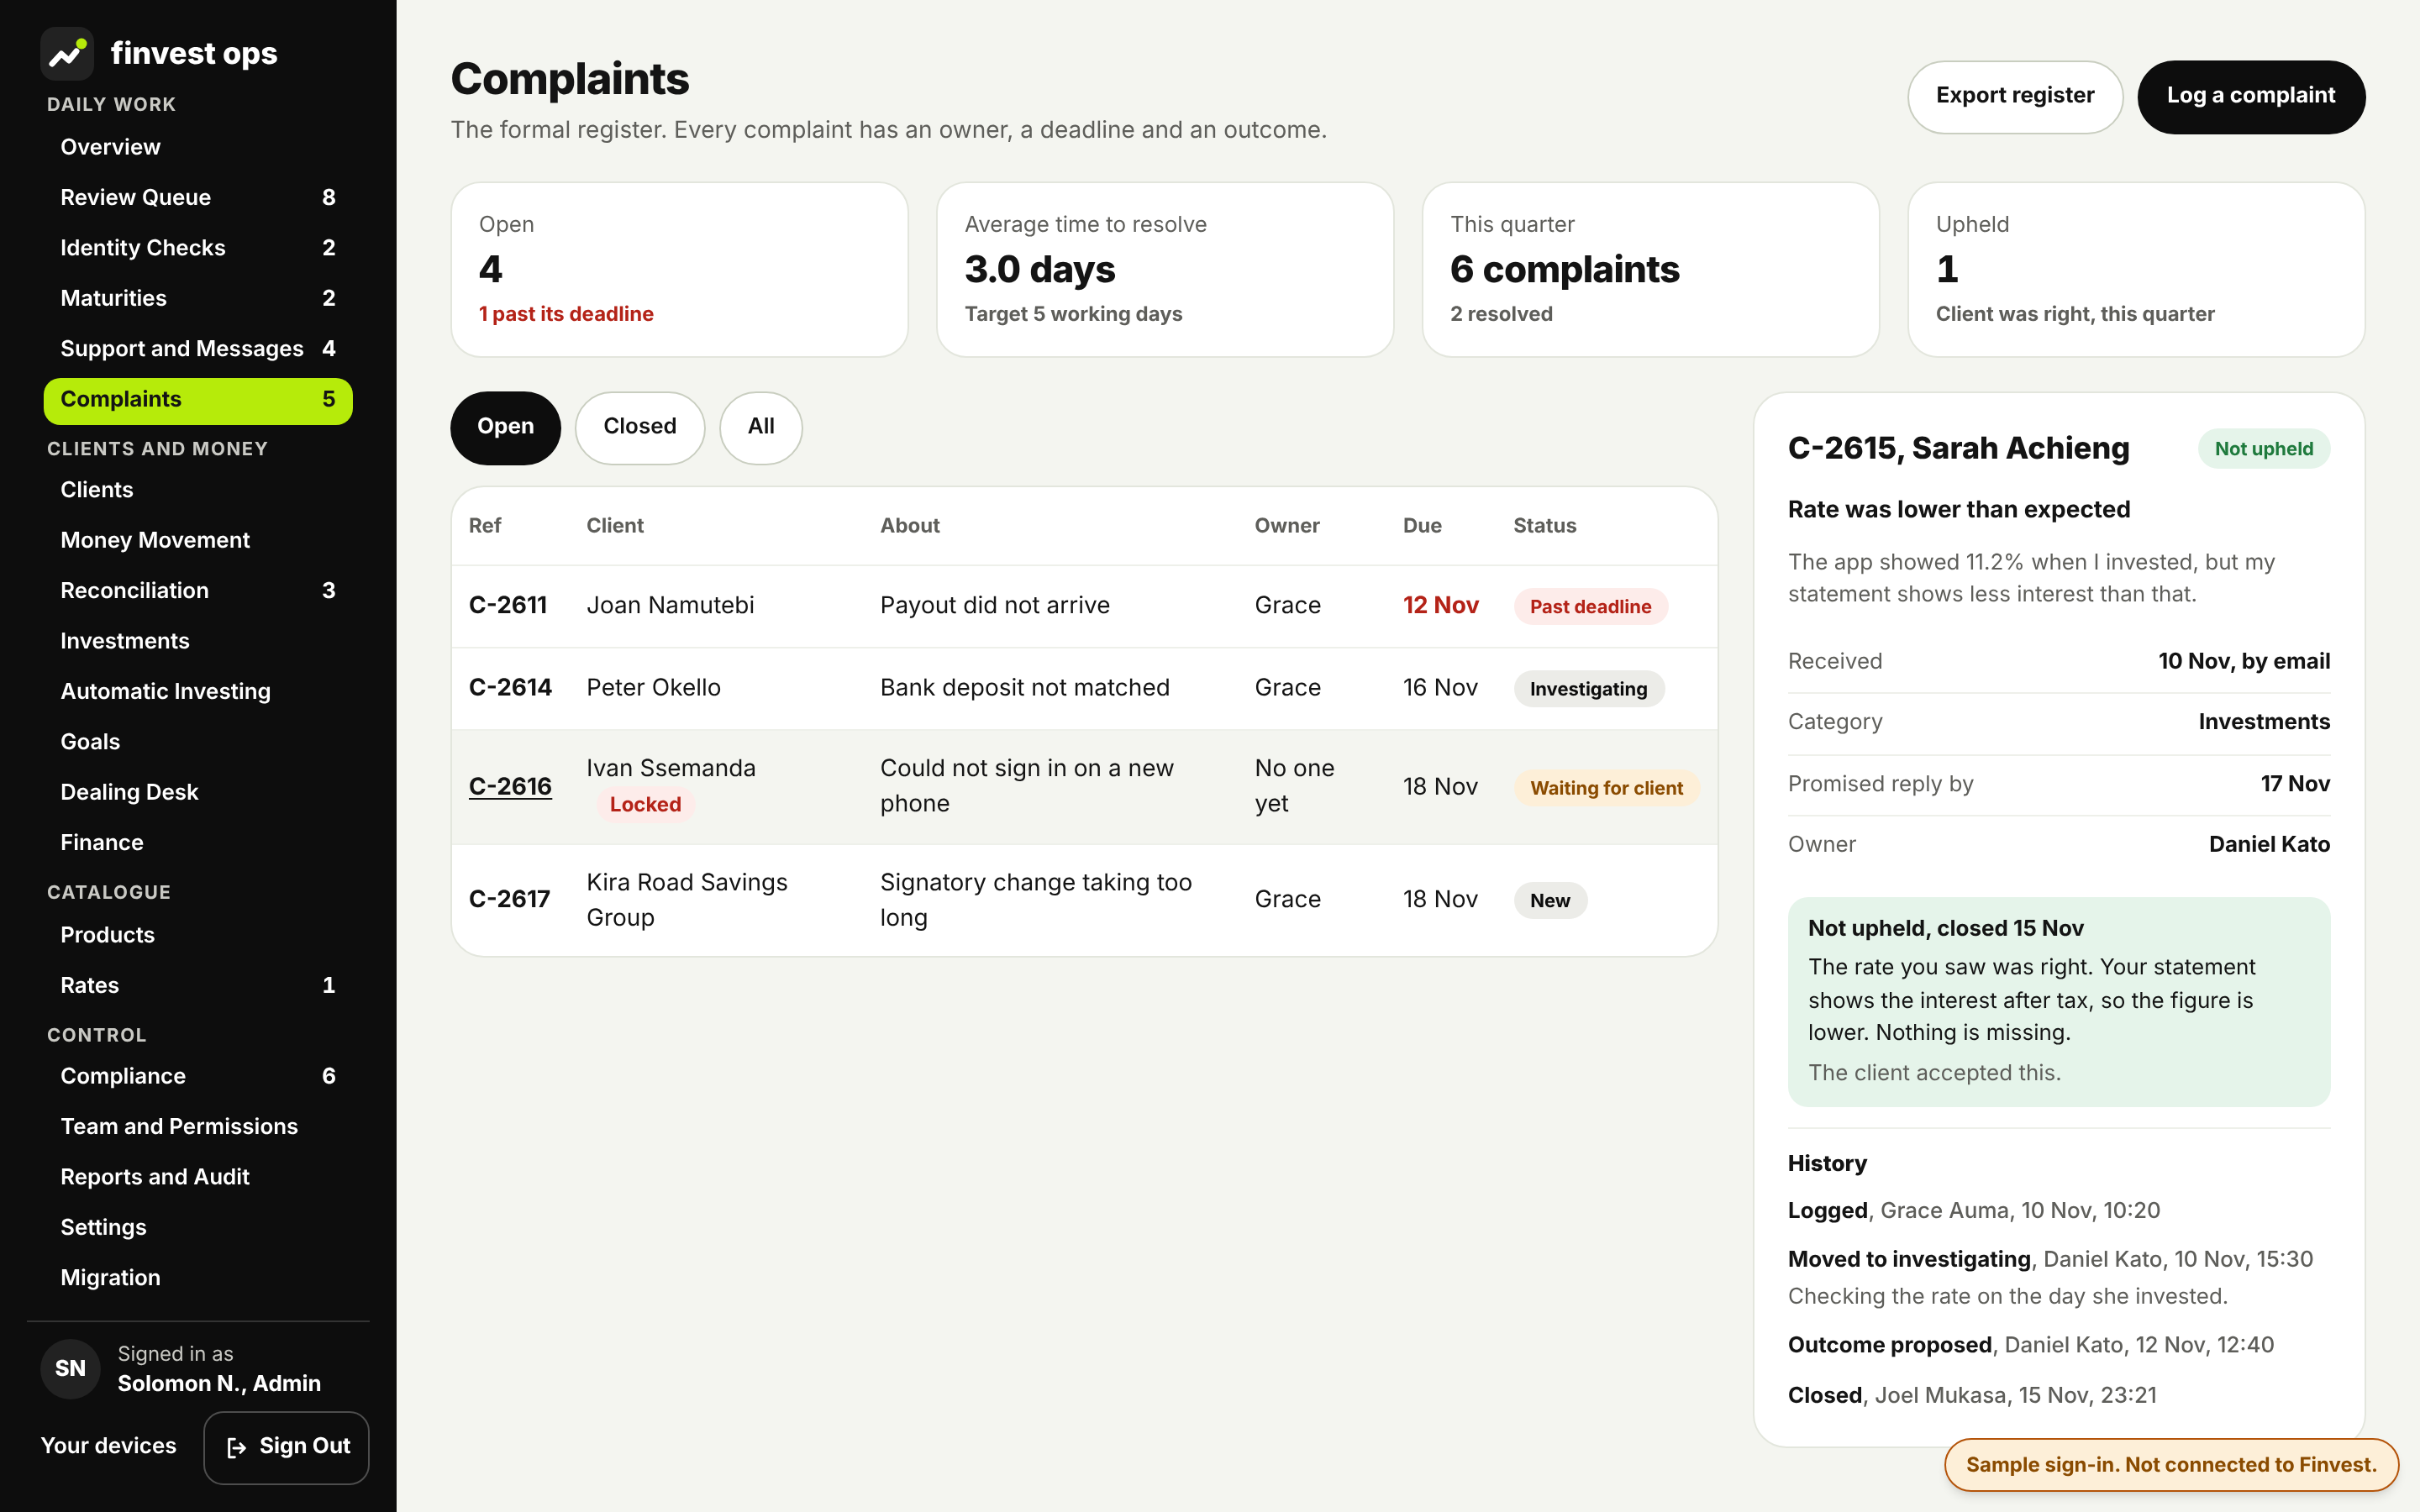 finvest ops
DAILY WORK
Overview
Review Queue 8
Identity Checks 2
Maturities 2
Support and Messages 4
Complaints 5
CLIENTS AND MONEY
Clients
Money Movement
Reconciliation 3
Investments
Automatic Investing
Goals
Dealing Desk
Finance
CATALOGUE
Products
Rates 1
CONTROL
Compliance 6
Team and Permissions
Reports and Audit
Settings
Migration
SN
Signed in as
Solomon N., Admin
Your devices
Sign Out
Complaints
The formal register. Every complaint has an owner, a deadline and an outcome.
Export register
Log a complaint
Open
4
1 past its deadline
Average time to resolve
3.0 days
Target 5 working days
This quarter
6 complaints
2 resolved
Upheld
1
Client was right, this quarter
Open
Closed
All
Ref Client About Owner Due Status
C-2611 Joan Namutebi Payout did not arrive Grace 12 Nov Past deadline
C-2614 Peter Okello Bank deposit not matched Grace 16 Nov Investigating
C-2616 Ivan Ssemanda Locked Could not sign in on a new phone No one yet 18 Nov Waiting for client
C-2617 Kira Road Savings Group Signatory change taking too long Grace 18 Nov New
C-2615, Sarah Achieng
Not upheld
Rate was lower than expected
The app showed 11.2% when I invested, but my
statement shows less interest than that.
Received 10 Nov, by email
Category Investments
Promised reply by 17 Nov
Owner Daniel Kato
Not upheld, closed 15 Nov
The rate you saw was right. Your statement
shows the interest after tax, so the figure is
lower. Nothing is missing.
The client accepted this.
History
Logged, Grace Auma, 10 Nov, 10:20
Moved to investigating, Daniel Kato, 10 Nov, 15:30
Checking the rate on the day she invested.
Outcome proposed, Daniel Kato, 12 Nov, 12:40
Closed, Joel Mukasa, 15 Nov, 23:21
Sample sign-in. Not connected to Finvest.